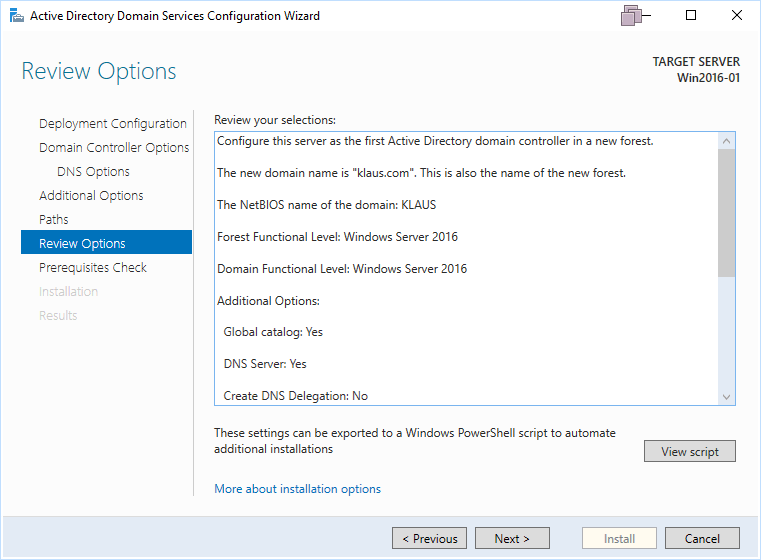 Active Directory Domain Services Configuration Wizard
Review Options
TARGET SERVER
Win2016-01
Deployment Configuration
Domain Controller Options
DNS Options
Additional Options
Paths
Review Options
Prerequisites Check
Installation
Results
Review your selections:
Configure this server as the first Active Directory domain controller in a new forest.
The new domain name is "klaus.com". This is also the name of the new forest.
The NetBIOS name of the domain: KLAUS
Forest Functional Level: Windows Server 2016
Domain Functional Level: Windows Server 2016
Additional Options:
Global catalog: Yes
DNS Server: Yes
Create DNS Delegation: No
These settings can be exported to a Windows PowerShell script to automate
additional installations
View script
More about installation options
< Previous
Next >
Install
Cancel